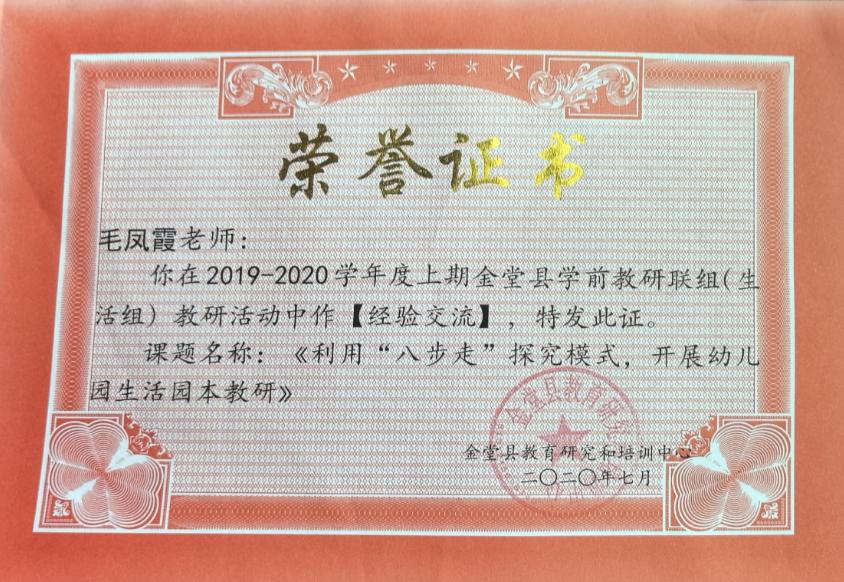 荣誉证书
毛凤霞老师：
你在2019-2020学年度上期金堂县学前教研联组（生
活组）教研活动中作【经验交流】，特发此证。
课题名称：《利用“八步走”探究模式，开展幼儿
园生活园本教研》
金堂县教育研究和培训中心
二〇二〇年七月
金堂县教育研究